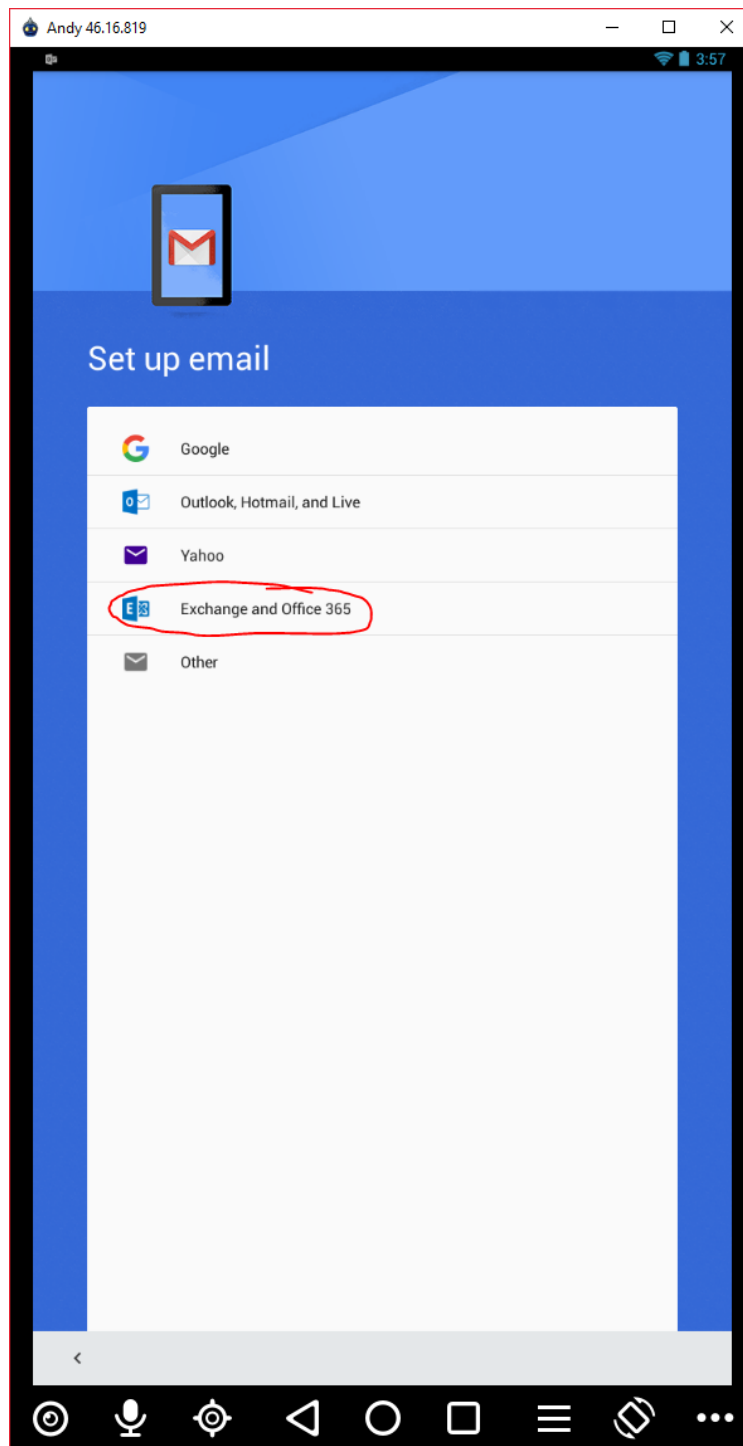 Andy 46.16.819
3:57
Set up email
Google
Outlook, Hotmail, and Live
Yahoo
Exchange and Office 365
Other